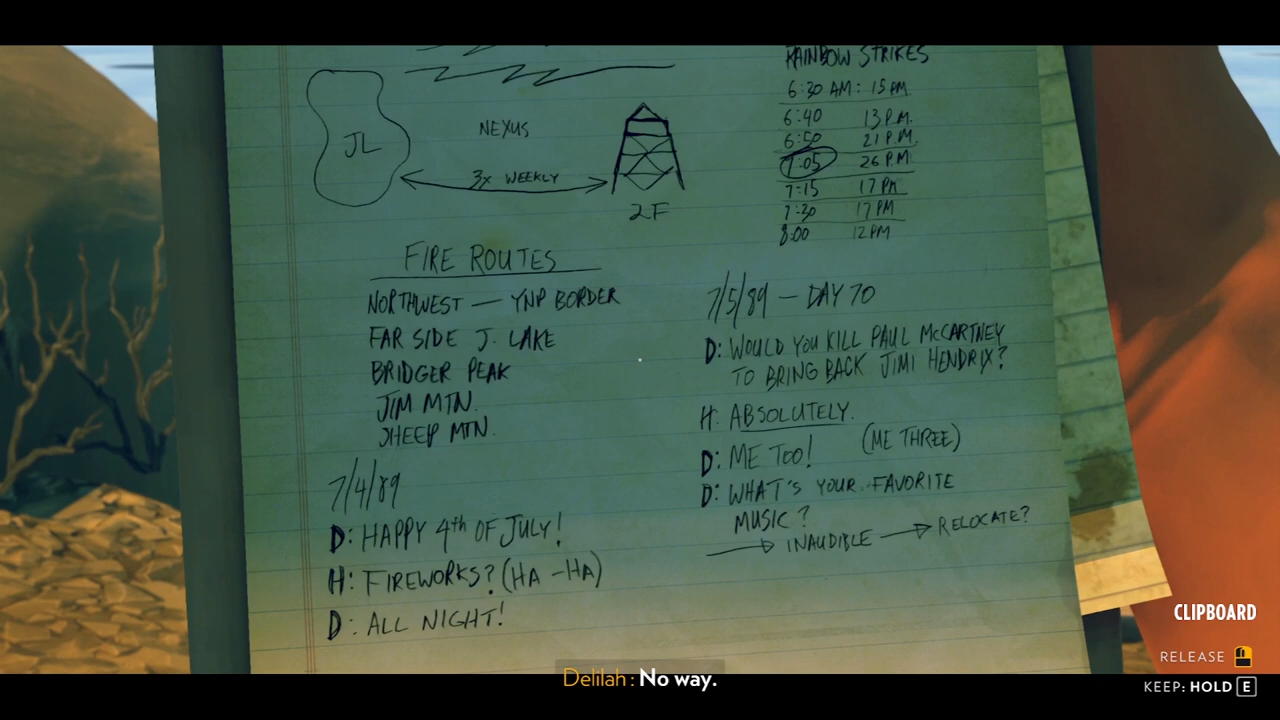 RAINBOW STRIKES
6:30 AM: 15 PM
6:40 13 P.M.
6:50 21 P.M.
7:05 26 P.M
7:15 17 PM
7:30 17 PM
8:00 12 PM
JL
NEXUS
3x WEEKLY
2F
FIRE ROUTES
NORTHWEST — YNP BORDER
FAR SIDE J. LAKE
BRIDGER PEAK
JIM MTN.
SHEEP MTN.
7/4/89
D: HAPPY 4th OF JULY!
H: FIREWORKS? (HA-HA)
D: ALL NIGHT!
7/5/89 — DAY 70
D: WOULD YOU KILL PAUL McCARTNEY
TO BRING BACK JIMI HENDRIX?
H: ABSOLUTELY.
D: ME TOO! (ME THREE)
D: WHAT'S YOUR FAVORITE
MUSIC?
→ INAUDIBLE → RELOCATE?
CLIPBOARD
RELEASE
KEEP: HOLD E
Delilah : No way.